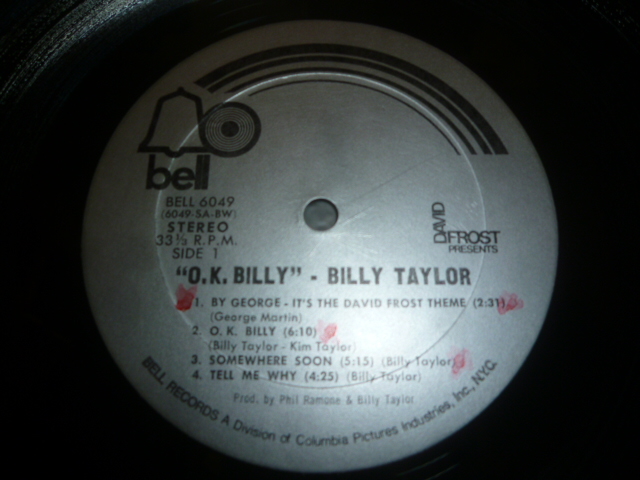 bell
BELL 6049
(6049-SA-BW)
STEREO
33⅓ R.P.M.
SIDE 1
DAVID
FROST
PRESENTS
"O.K. BILLY" - BILLY TAYLOR
1. BY GEORGE - IT'S THE DAVID FROST THEME (2:31)
(George Martin)
2. O.K. BILLY (6:10)
(Billy Taylor - Kim Taylor)
3. SOMEWHERE SOON (5:15) (Billy Taylor)
4. TELL ME WHY (4:25) (Billy Taylor)
Prod. by Phil Ramone & Billy Taylor
BELL RECORDS A Division of Columbia Pictures Industries, Inc., N.Y.C.